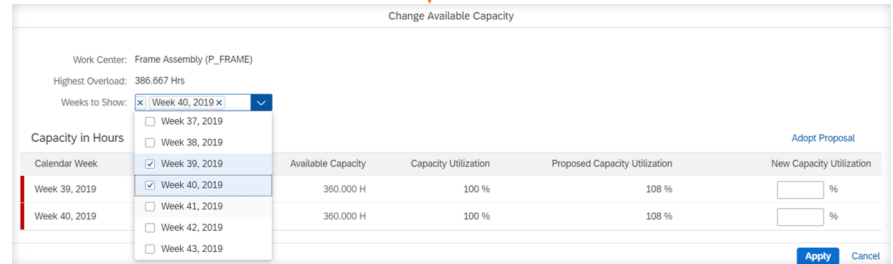 Change Available Capacity
Work Center: Frame Assembly (P_FRAME)
Highest Overload: 386.667 Hrs
Weeks to Show: × Week 40, 2019 ×
Week 37, 2019
Capacity in Hours Week 38, 2019 Adopt Proposal
Calendar Week Week 39, 2019 Available Capacity Capacity Utilization Proposed Capacity Utilization New Capacity Utilization
Week 39, 2019 Week 40, 2019 360.000 H 100 % 108 % %
Week 41, 2019
Week 40, 2019 Week 42, 2019 360.000 H 100 % 108 % %
Week 43, 2019
Apply Cancel